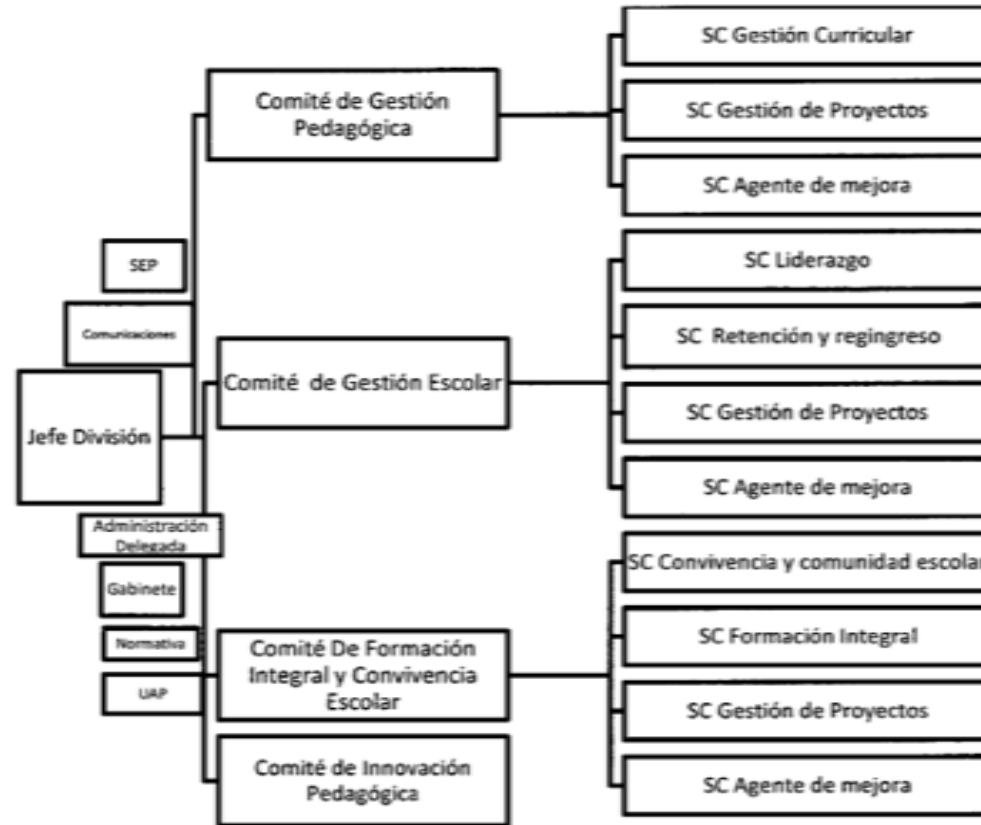 SC Gestión Curricular
Comité de Gestión
Pedagógica
SC Gestión de Proyectos
SC Agente de mejora
SEP
Comunicaciones
Jefe División
SC Liderazgo
SC Retención y regingreso
Comité de Gestión Escolar
SC Gestión de Proyectos
SC Agente de mejora
Administración
Delegada
Gabinete
Normativa
UAP
SC Convivencia y comunidad escolar
SC Formación Integral
Comité De Formación
Integral y Convivencia
Escolar
SC Gestión de Proyectos
SC Agente de mejora
Comité de Innovación
Pedagógica